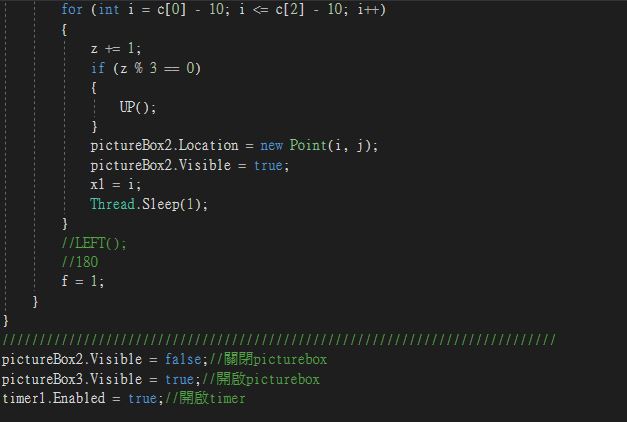 for (int i = c[0] - 10; i <= c[2] - 10; i++)
{
z += 1;
if (z % 3 == 0)
{
UP();
}
pictureBox2.Location = new Point(i, j);
pictureBox2.Visible = true;
x1 = i;
Thread.Sleep(1);
}
//LEFT();
//180
f = 1;
}
}
///////////////////////////////////////////////////////////////////////////
pictureBox2.Visible = false;//關閉picturebox
pictureBox3.Visible = true;//開啟picturebox
timer1.Enabled = true;//開啟timer